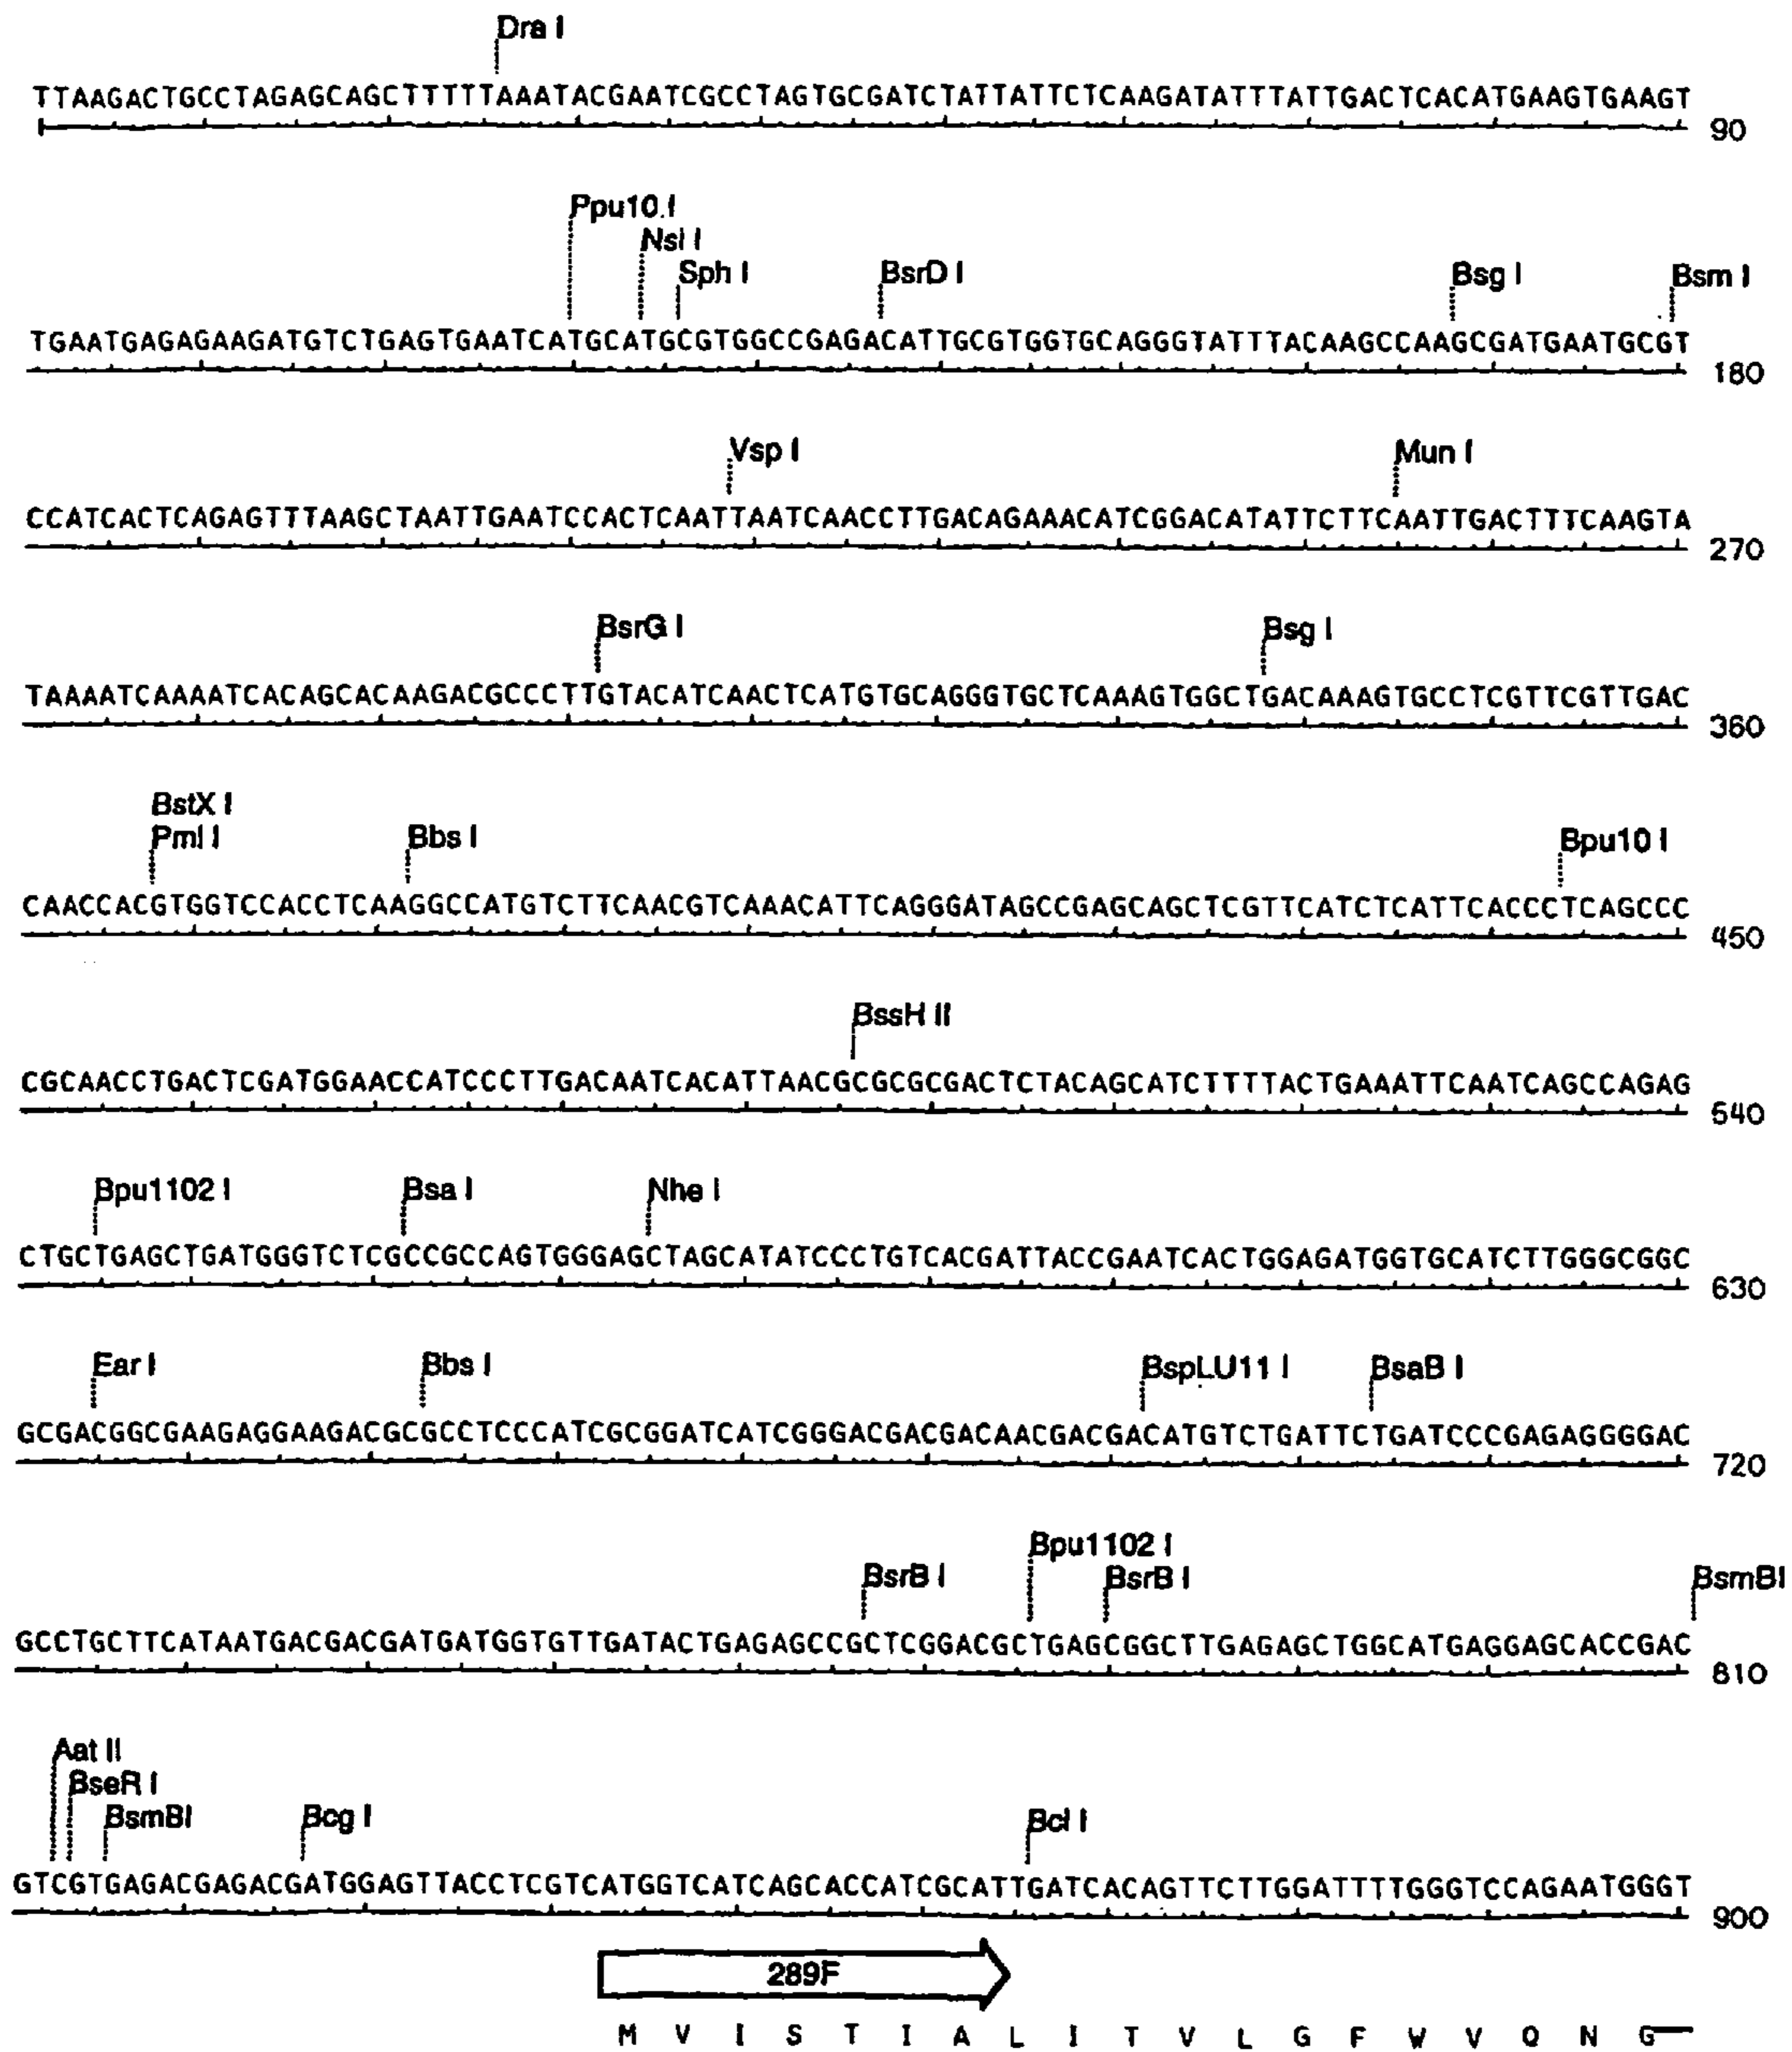 Dra I
TTAAGACTGCCTAGAGCAGCTTTTTAAATACGAATCGCCTAGTGCGATCTATTATTCTCAAGATATTTATTGACTCACATGAAGTGAAGT
90
Ppu10 I
Nsi I
Sph I BsrD I Bsg I Bsm I
TGAATGAGAGAAGATGTCTGAGTGAATCATGCATGCGTGGCCGAGACATTGCGTGGTGCAGGGTATTTACAAGCCAAGCGATGAATGCGT
180
Vsp I Mun I
CCATCACTCAGAGTTTAAGCTAATTGAATCCACTCAATTAATCAACCTTGACAGAAACATCGGACATATTCTTCAATTGACTTTCAAGTA
270
BsrG I Bsg I
TAAAATCAAAATCACAGCACAAGACGCCCTTGTACATCAACTCATGTGCAGGGTGCTCAAAGTGGCTGACAAAGTGCCTCGTTCGTTGAC
360
BstX I
Pml I Bbs I Bpu10 I
CAACCACGTGGTCCACCTCAAGGCCATGTCTTCAACGTCAAACATTCAGGGATAGCCGAGCAGCTCGTTCATCTCATTCACCCTCAGCCC
450
BssH II
CGCAACCTGACTCGATGGAACCATCCCTTGACAATCACATTAACGCGCGCGACTCTACAGCATCTTTTACTGAAATTCAATCAGCCAGAG
540
Bpu1102 I Bsa I Nhe I
CTGCTGAGCTGATGGGTCTCGCCGCCAGTGGGAGCTAGCATATCCCTGTCACGATTACCGAATCACTGGAGATGGTGCATCTTGGGCGGC
630
Ear I Bbs I BspLU11 I BsaB I
GCGACGGCGAAGAGGAAGACGCGCCTCCCATCGCGGATCATCGGGACGACGACAACGACGACATGTCTGATTCTGATCCCGAGAGGGGAC
720
Bpu1102 I
BsrB I BsrB I BsmBI
GCCTGCTTCATAATGACGACGATGATGGTGTTGATACTGAGAGCCGCTCGGACGCTGAGCGGCTTGAGAGCTGGCATGAGGAGCACCGAC
810
Aat II
BseR I
BsmBI Bcg I Bcl I
GTCGTGAGACGAGACGATGGAGTTACCTCGTCATGGTCATCAGCACCATCGCATTGATCACAGTTCTTGGATTTTGGGTCCAGAATGGGT
900
289F
M V I S T I A L I T V L G F W V Q N G